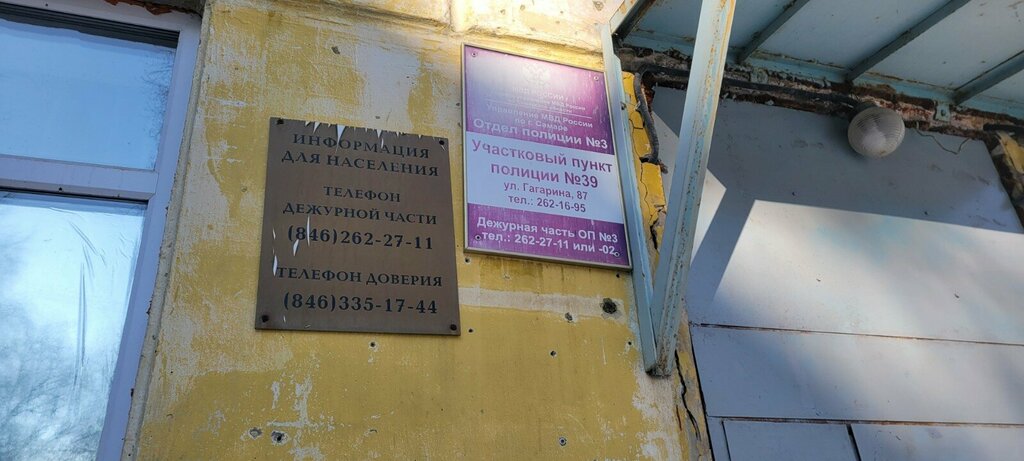 ИНФОРМАЦИЯ
ДЛЯ НАСЕЛЕНИЯ
ТЕЛЕФОН
ДЕЖУРНОЙ ЧАСТИ
(846)262-27-11
ТЕЛЕФОН ДОВЕРИЯ
(846)335-17-44
Управление МВД России
по г. Самаре
Отдел полиции №3
Участковый пункт
полиции №39
ул. Гагарина, 87
тел.: 262-16-95
Дежурная часть ОП №3
тел.: 262-27-11 или -02